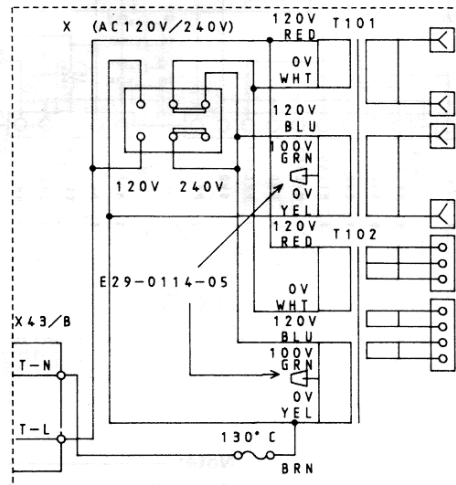 X (AC120V/240V)
120V
RED
T101
0V
WHT
120V
BLU
100V
GRN
0V
YEL
120V 240V
120V
RED
T102
E29-0114-05
0V
WHT
120V
BLU
100V
GRN
0V
YEL
X43/B
T-N
T-L
130°C
BRN